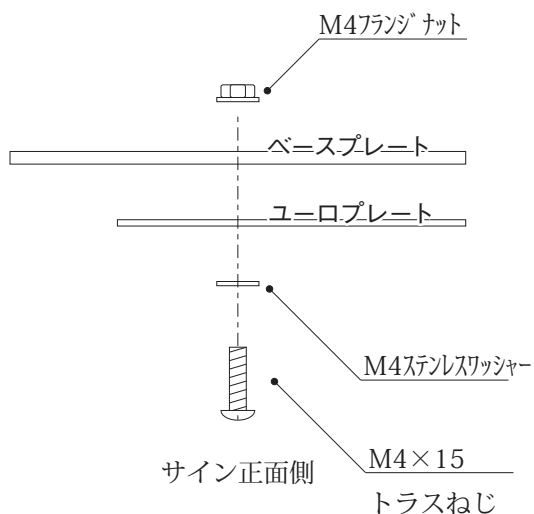 M4フランジナット
ベースプレート
ユーロプレート
M4ステンレスワッシャー
サイン正面側
M4×15
トラスねじ